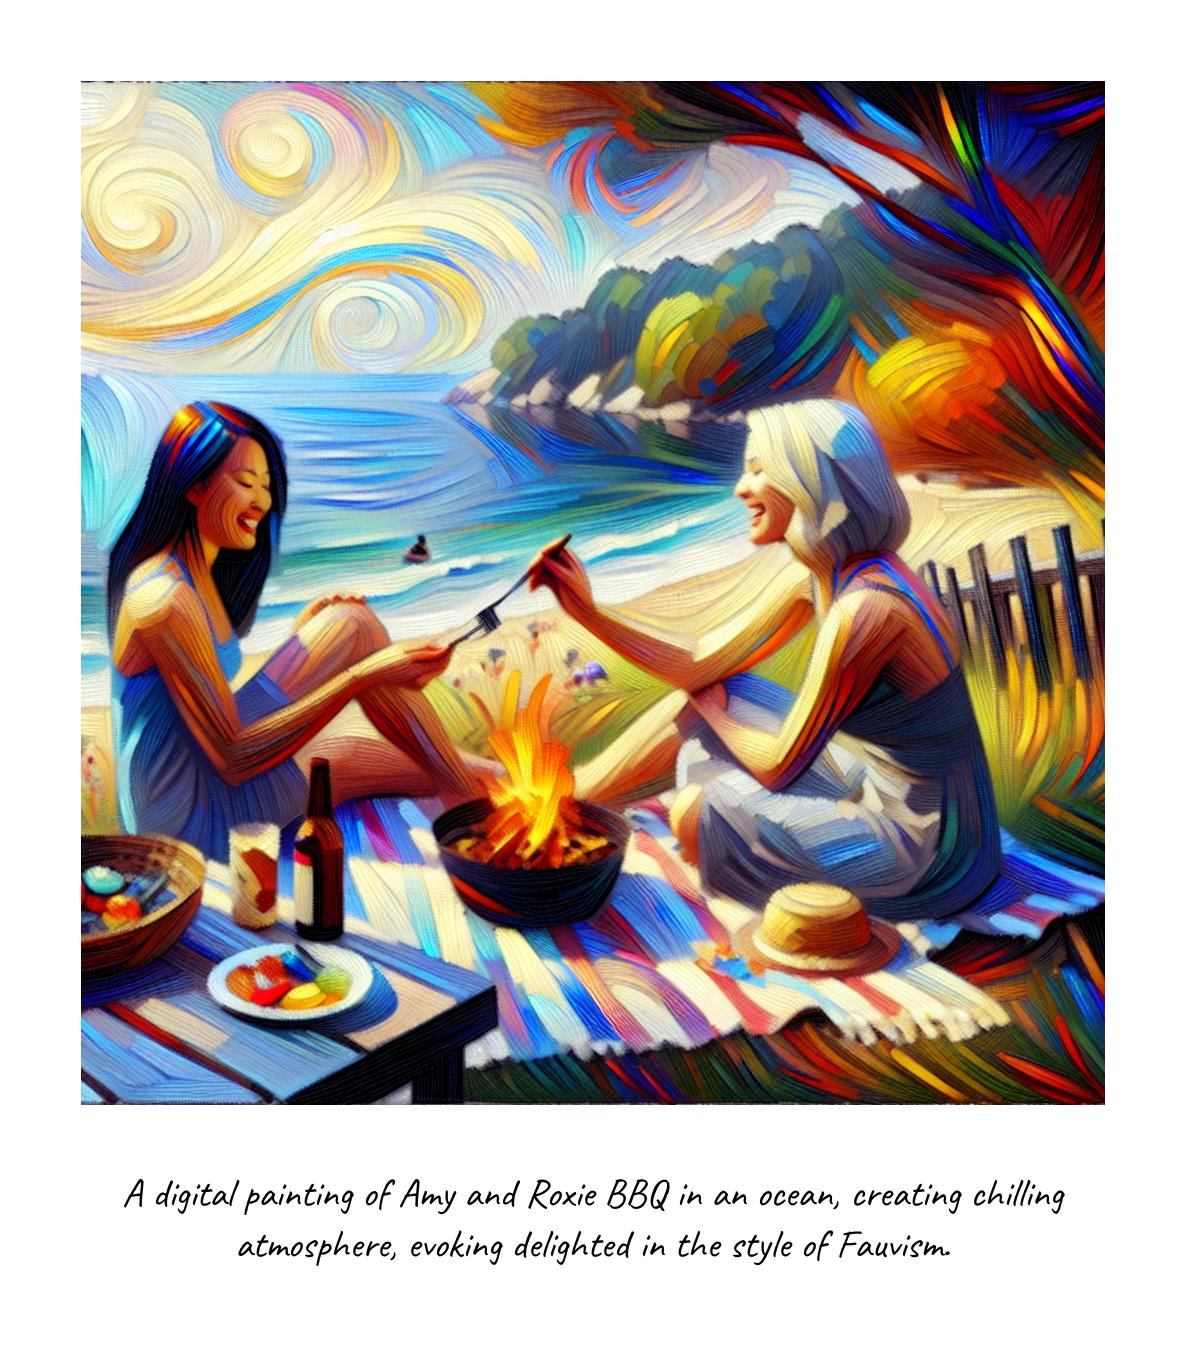 A digital painting of Amy and Roxie BBQ in an ocean, creating chilling
atmosphere, evoking delighted in the style of Fauvism.